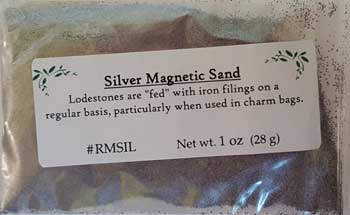 Silver Magnetic Sand
Lodestones are "fed" with iron filings on a
regular basis, particularly when used in charm bags.
#RMSIL Net wt. 1 oz (28 g)